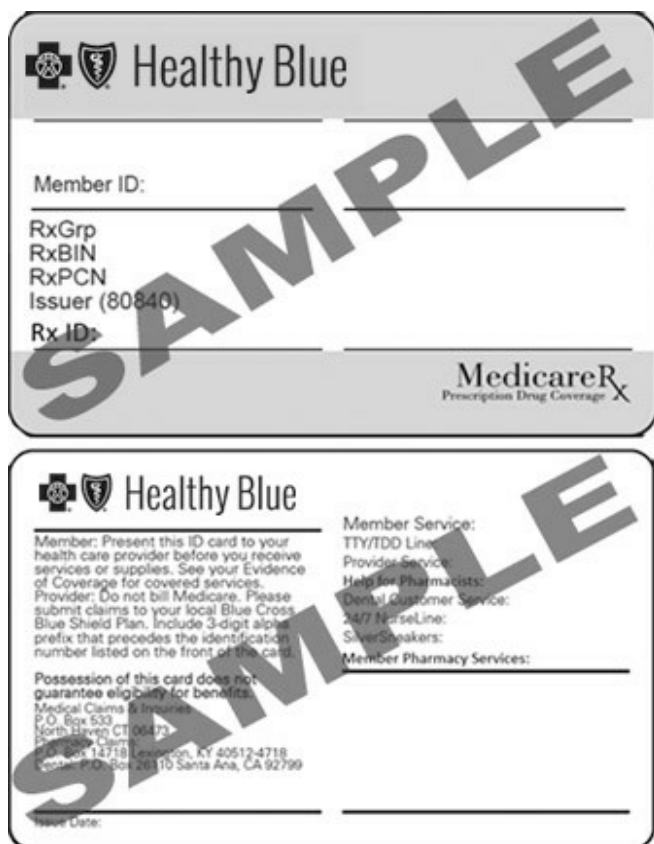 Healthy Blue
Member ID:
RxGrp
RxBIN
RxPCN
Issuer (80840)
Rx ID:
MedicareRx
Prescription Drug Coverage
SAMPLE
Healthy Blue
Member: Present this ID card to your
health care provider before you receive
services or supplies. See your Evidence
of Coverage for covered services.
Provider: Do not bill Medicare. Please
submit claims to your local Blue Cross
Blue Shield Plan. Include 3-digit alpha
prefix that precedes the identification
number listed on the front of the card.
Possession of this card does not
guarantee eligibility for benefits.
Medical Claims & Inquiries
P.O. Box 533
North Haven CT 06473
Pharmacy Claims:
P.O. Box 14718 Lexington, KY 40512-4718
Dental: P.O. Box 26110 Santa Ana, CA 92799
Issue Date:
Member Service:
TTY/TDD Line:
Provider Service:
Help for Pharmacists:
Dental Customer Service:
24/7 NurseLine:
SilverSneakers:
Member Pharmacy Services:
SAMPLE